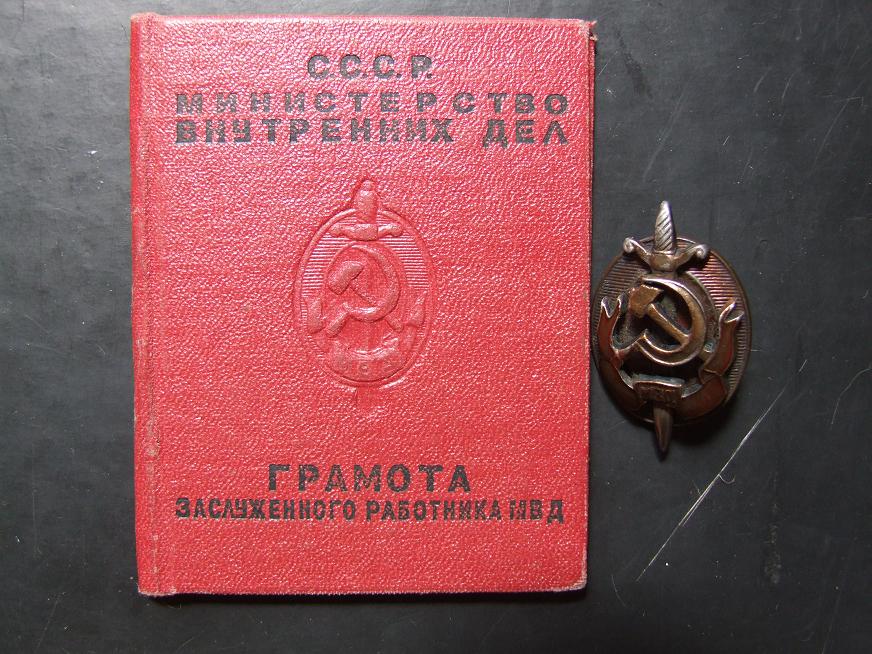 С.С.С.Р.
МИНИСТЕРСТВО
ВНУТРЕННИХ ДЕЛ
ГРАМОТА
ЗАСЛУЖЕННОГО РАБОТНИКА МВД